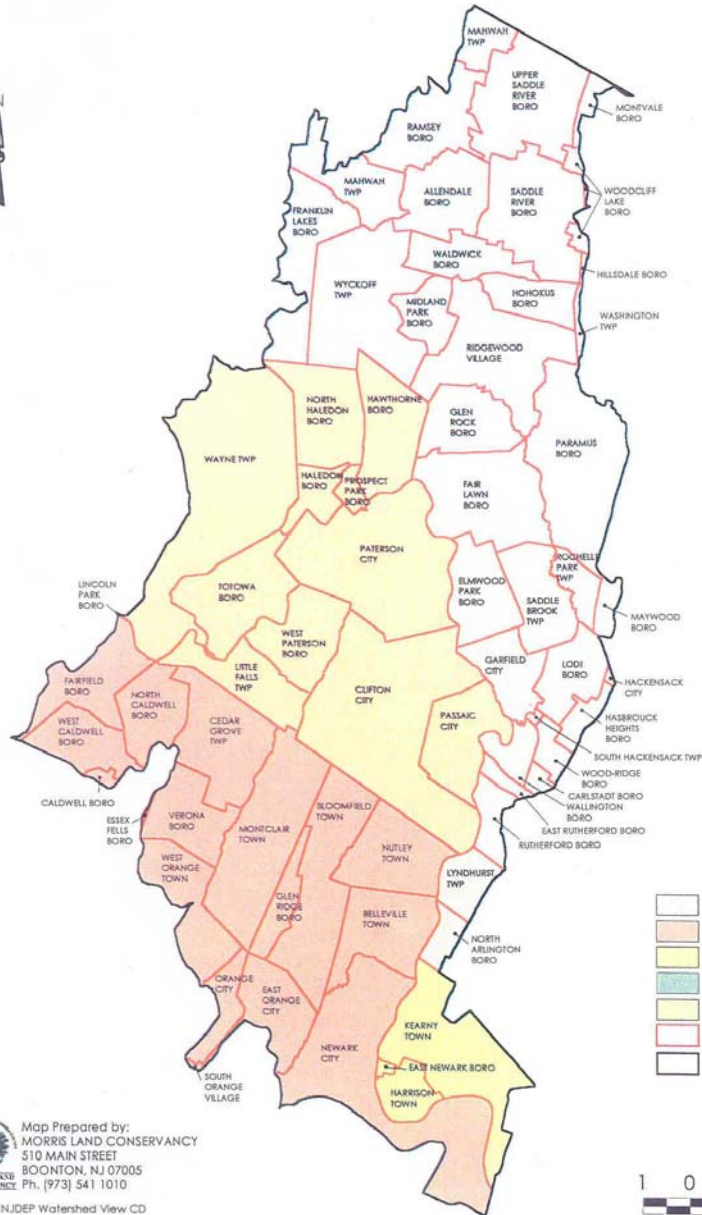 MAHWAH
TWP
UPPER
SADDLE
RIVER
BORO
MONTVALE
BORO
N
RAMSEY
BORO
MAHWAH
TWP
ALLENDALE
BORO
SADDLE
RIVER
BORO
WOODCLIFF
LAKE
BORO
FRANKLIN
LAKES
BORO
WALDWICK
BORO
HILLSDALE BORO
WYCKOFF
TWP
MIDLAND
PARK
BORO
HOHOKUS
BORO
WASHINGTON
TWP
RIDGEWOOD
VILLAGE
NORTH
HALEDON
BORO
HAWTHORNE
BORO
GLEN
ROCK
BORO
PARAMUS
BORO
WAYNE TWP
HALEDON
BORO
PROSPECT
PARK
BORO
FAIR
LAWN
BORO
PATERSON
CITY
ROCHELLE
PARK
TWP
LINCOLN
PARK
BORO
TOTOWA
BORO
ELMWOOD
PARK
BORO
SADDLE
BROOK
TWP
MAYWOOD
BORO
WEST
PATERSON
BORO
LITTLE
FALLS
TWP
GARFIELD
CITY
LODI
BORO
HACKENSACK
CITY
FAIRFIELD
BORO
NORTH
CALDWELL
BORO
CLIFTON
CITY
PASSAIC
CITY
HASBROUCK
HEIGHTS
BORO
WEST
CALDWELL
BORO
CEDAR
GROVE
TWP
SOUTH HACKENSACK TWP
WOOD-RIDGE
BORO
CARLSTADT BORO
WALLINGTON
BORO
EAST RUTHERFORD BORO
RUTHERFORD BORO
CALDWELL BORO
ESSEX
FELLS
BORO
VERONA
BORO
MONTCLAIR
TOWN
BLOOMFIELD
TOWN
NUTLEY
TOWN
WEST
ORANGE
TOWN
LYNDHURST
TWP
GLEN
RIDGE
BORO
BELLEVILLE
TOWN
NORTH
ARLINGTON
BORO
ORANGE
CITY
EAST
ORANGE
CITY
KEARNY
TOWN
NEWARK
CITY
EAST NEWARK BORO
HARRISON
TOWN
SOUTH
ORANGE
VILLAGE
Map Prepared by:
MORRIS LAND CONSERVANCY
510 MAIN STREET
BOONTON, NJ 07005
Ph. (973) 541 1010
NJDEP Watershed View CD
1 0